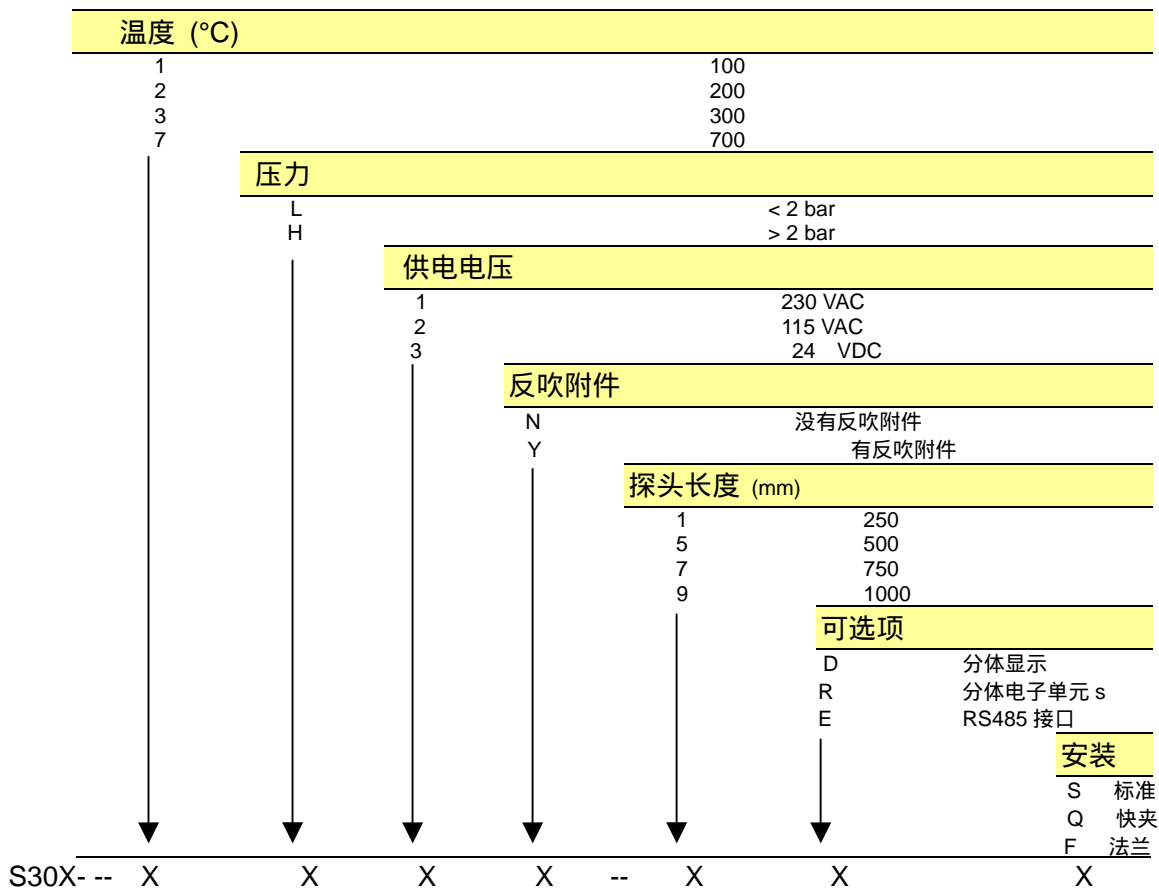 温度 (°C)
1 100
2 200
3 300
7 700
压力
L < 2 bar
H > 2 bar
供电电压
1 230 VAC
2 115 VAC
3 24 VDC
反吹附件
N 没有反吹附件
Y 有反吹附件
探头长度 (mm)
1 250
5 500
7 750
9 1000
可选项
D 分体显示
R 分体电子单元 s
E RS485 接口
安装
S 标准
Q 快夹
F 法兰
S30X- -- X X X X -- X X X